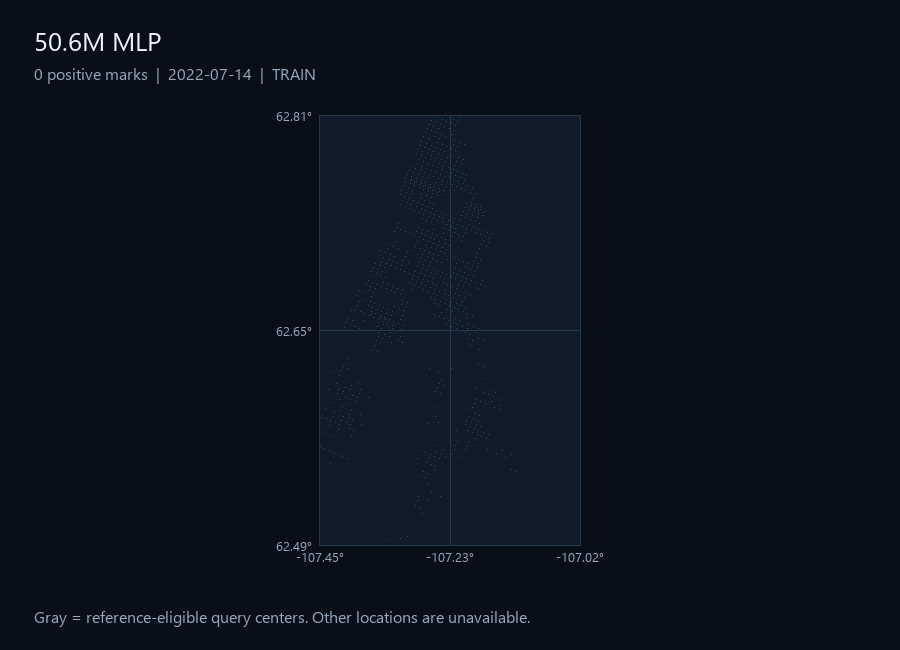 50.6M MLP
0 positive marks | 2022-07-14 | TRAIN
62.81°
62.65°
62.49°
-107.45° -107.23° -107.02°
Gray = reference-eligible query centers. Other locations are unavailable.